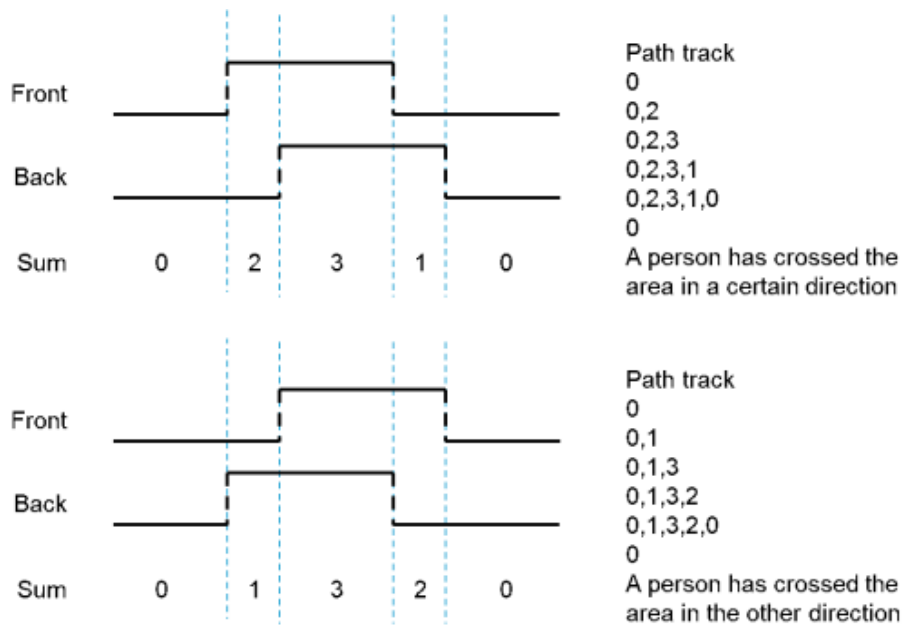 Front
Back
Sum 0 2 3 1 0
Path track
0
0,2
0,2,3
0,2,3,1
0,2,3,1,0
0
A person has crossed the
area in a certain direction
Front
Back
Sum 0 1 3 2 0
Path track
0
0,1
0,1,3
0,1,3,2
0,1,3,2,0
0
A person has crossed the
area in the other direction